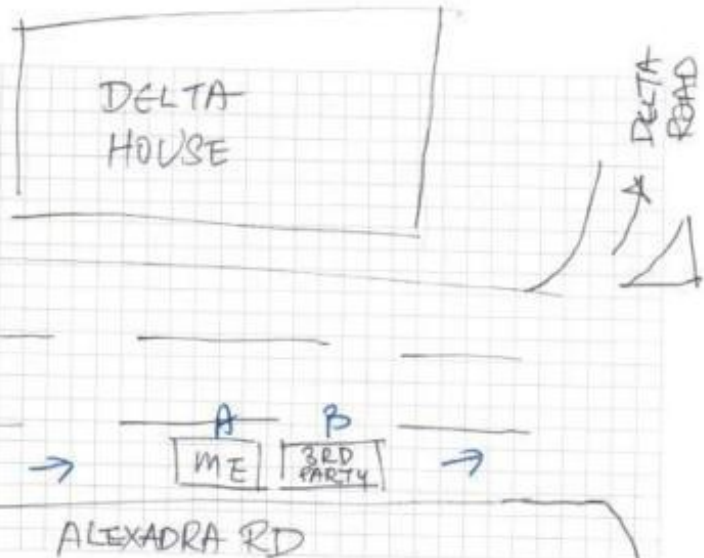 DELTA
HOUSE
DELTA
ROAD
A
B
ME
3RD
PARTY
ALEXADRA RD